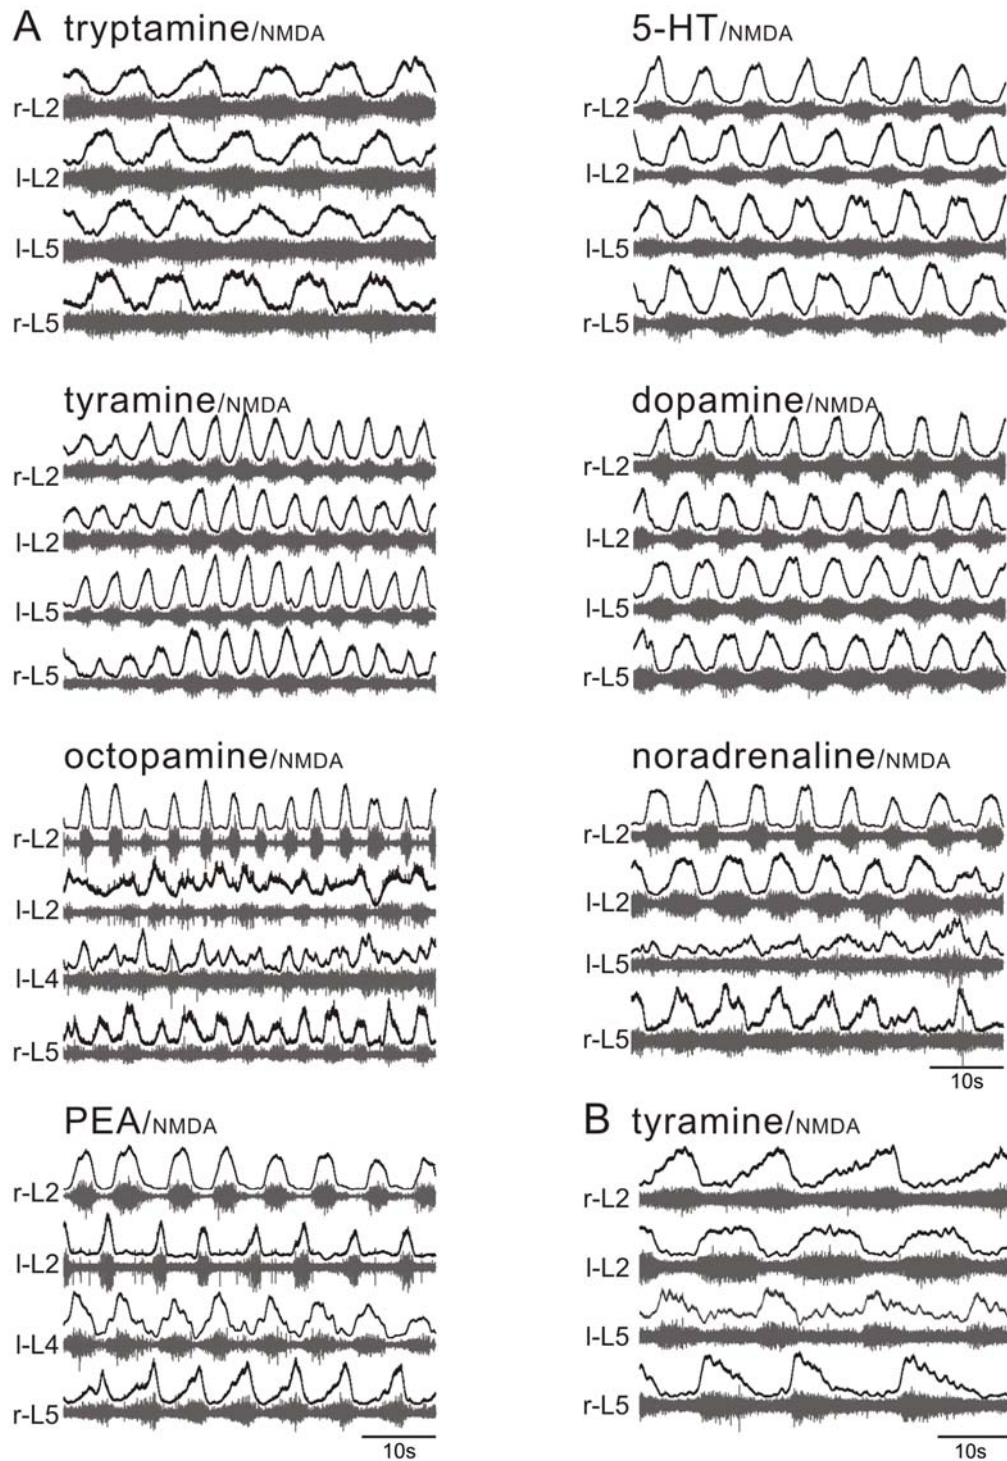 A tryptamine/NMDA
r-L2
l-L2
l-L5
r-L5
5-HT/NMDA
r-L2
l-L2
l-L5
r-L5
tyramine/NMDA
r-L2
l-L2
l-L5
r-L5
dopamine/NMDA
r-L2
l-L2
l-L5
r-L5
octopamine/NMDA
r-L2
l-L2
l-L4
r-L5
noradrenaline/NMDA
r-L2
l-L2
l-L5
r-L5
10s
PEA/NMDA
r-L2
l-L2
l-L4
r-L5
10s
B tyramine/NMDA
r-L2
l-L2
l-L5
r-L5
10s